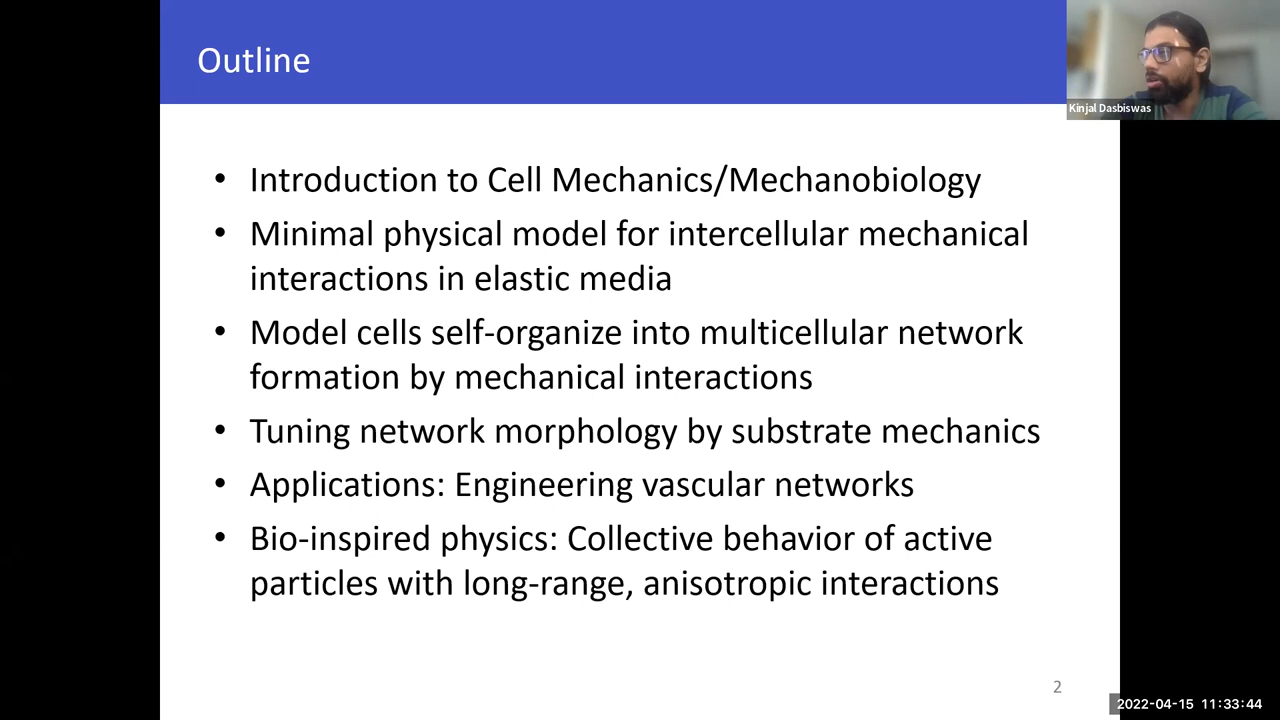 Outline
Kinjal Dasbiswas
• Introduction to Cell Mechanics/Mechanobiology
• Minimal physical model for intercellular mechanical
interactions in elastic media
• Model cells self-organize into multicellular network
formation by mechanical interactions
• Tuning network morphology by substrate mechanics
• Applications: Engineering vascular networks
• Bio-inspired physics: Collective behavior of active
particles with long-range, anisotropic interactions
2
2022-04-15 11:33:44